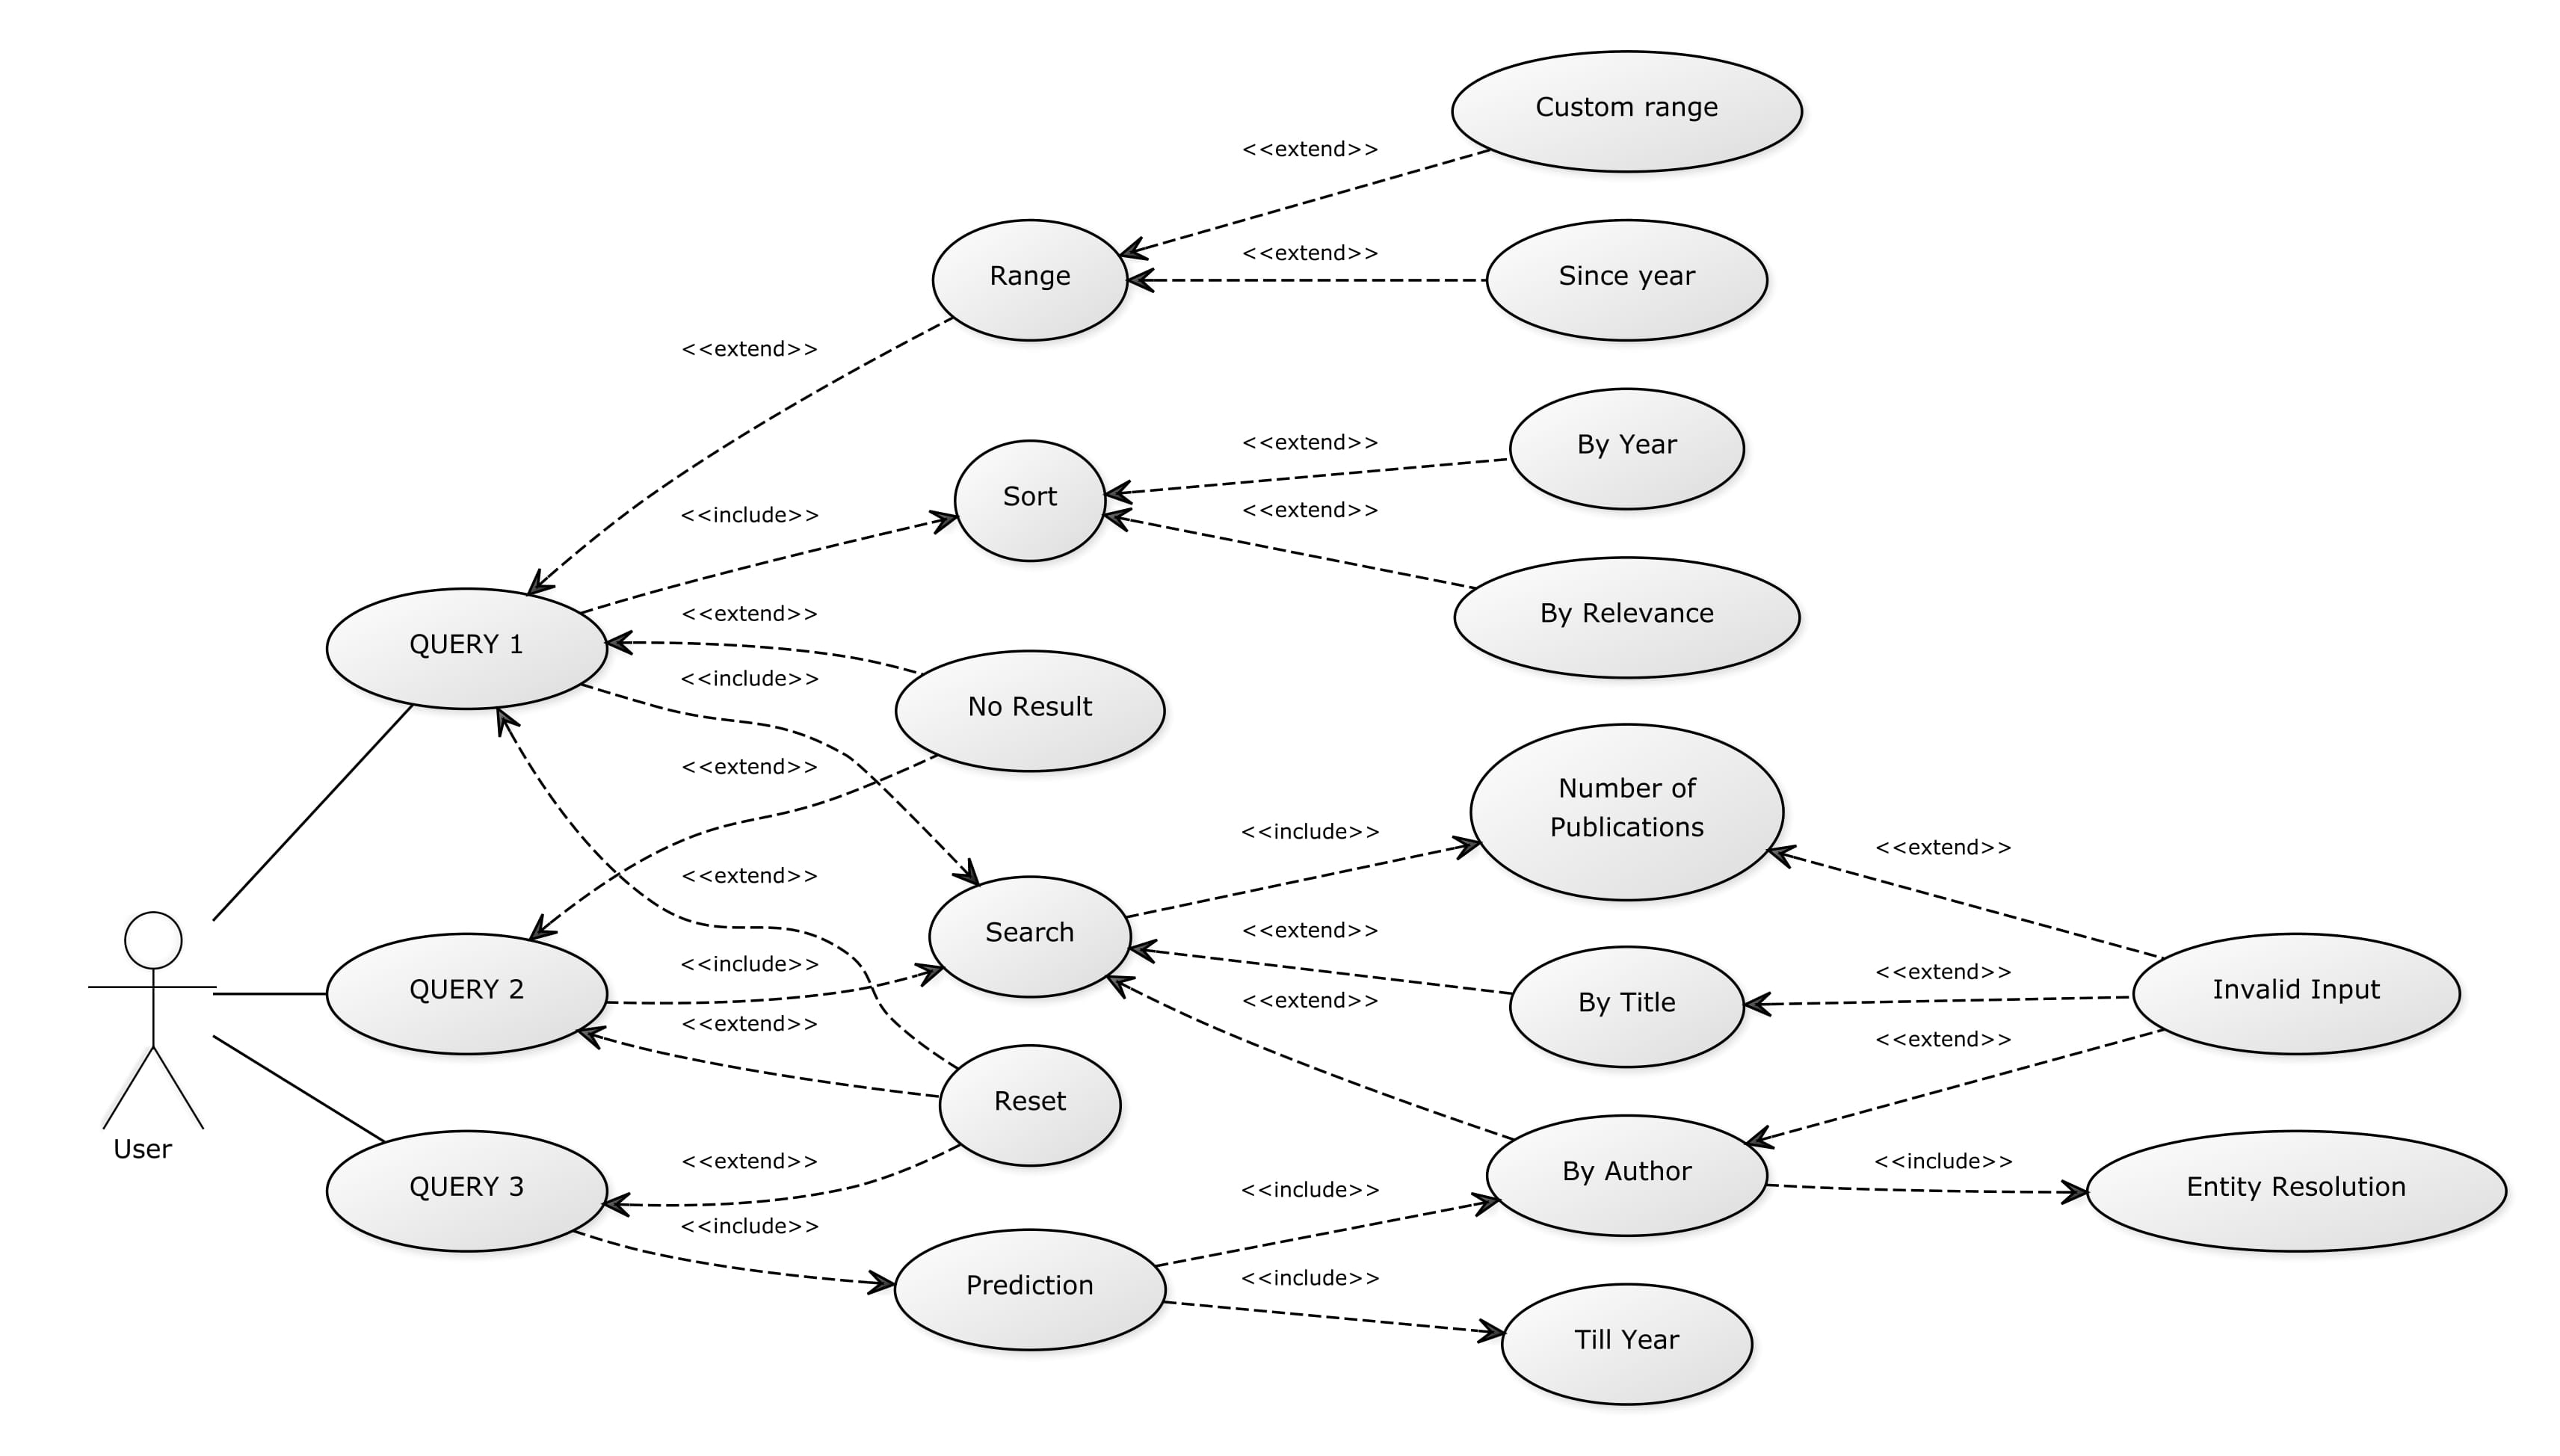 Custom range
<<extend>>
<<extend>>
Range
Since year
<<extend>>
<<extend>>
By Year
<<include>>
Sort
<<extend>>
<<extend>>
By Relevance
QUERY 1
<<include>>
No Result
<<extend>>
Number of
Publications
<<include>>
<<extend>>
<<extend>>
Search
<<extend>>
<<include>>
<<extend>>
QUERY 2
<<extend>>
By Title
Invalid Input
<<extend>>
<<extend>>
Reset
User
<<extend>>
<<include>>
By Author
QUERY 3
<<include>>
Entity Resolution
<<include>>
Prediction
<<include>>
Till Year